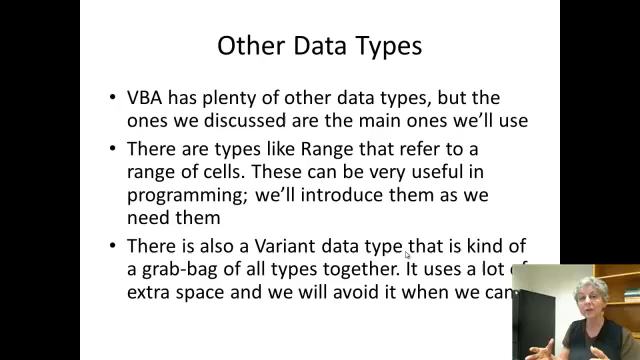 Other Data Types
• VBA has plenty of other data types, but the
ones we discussed are the main ones we'll use
• There are types like Range that refer to a
range of cells. These can be very useful in
programming; we'll introduce them as we
need them
• There is also a Variant data type that is kind of
a grab-bag of all types together. It uses a lot of
extra space and we will avoid it when we can